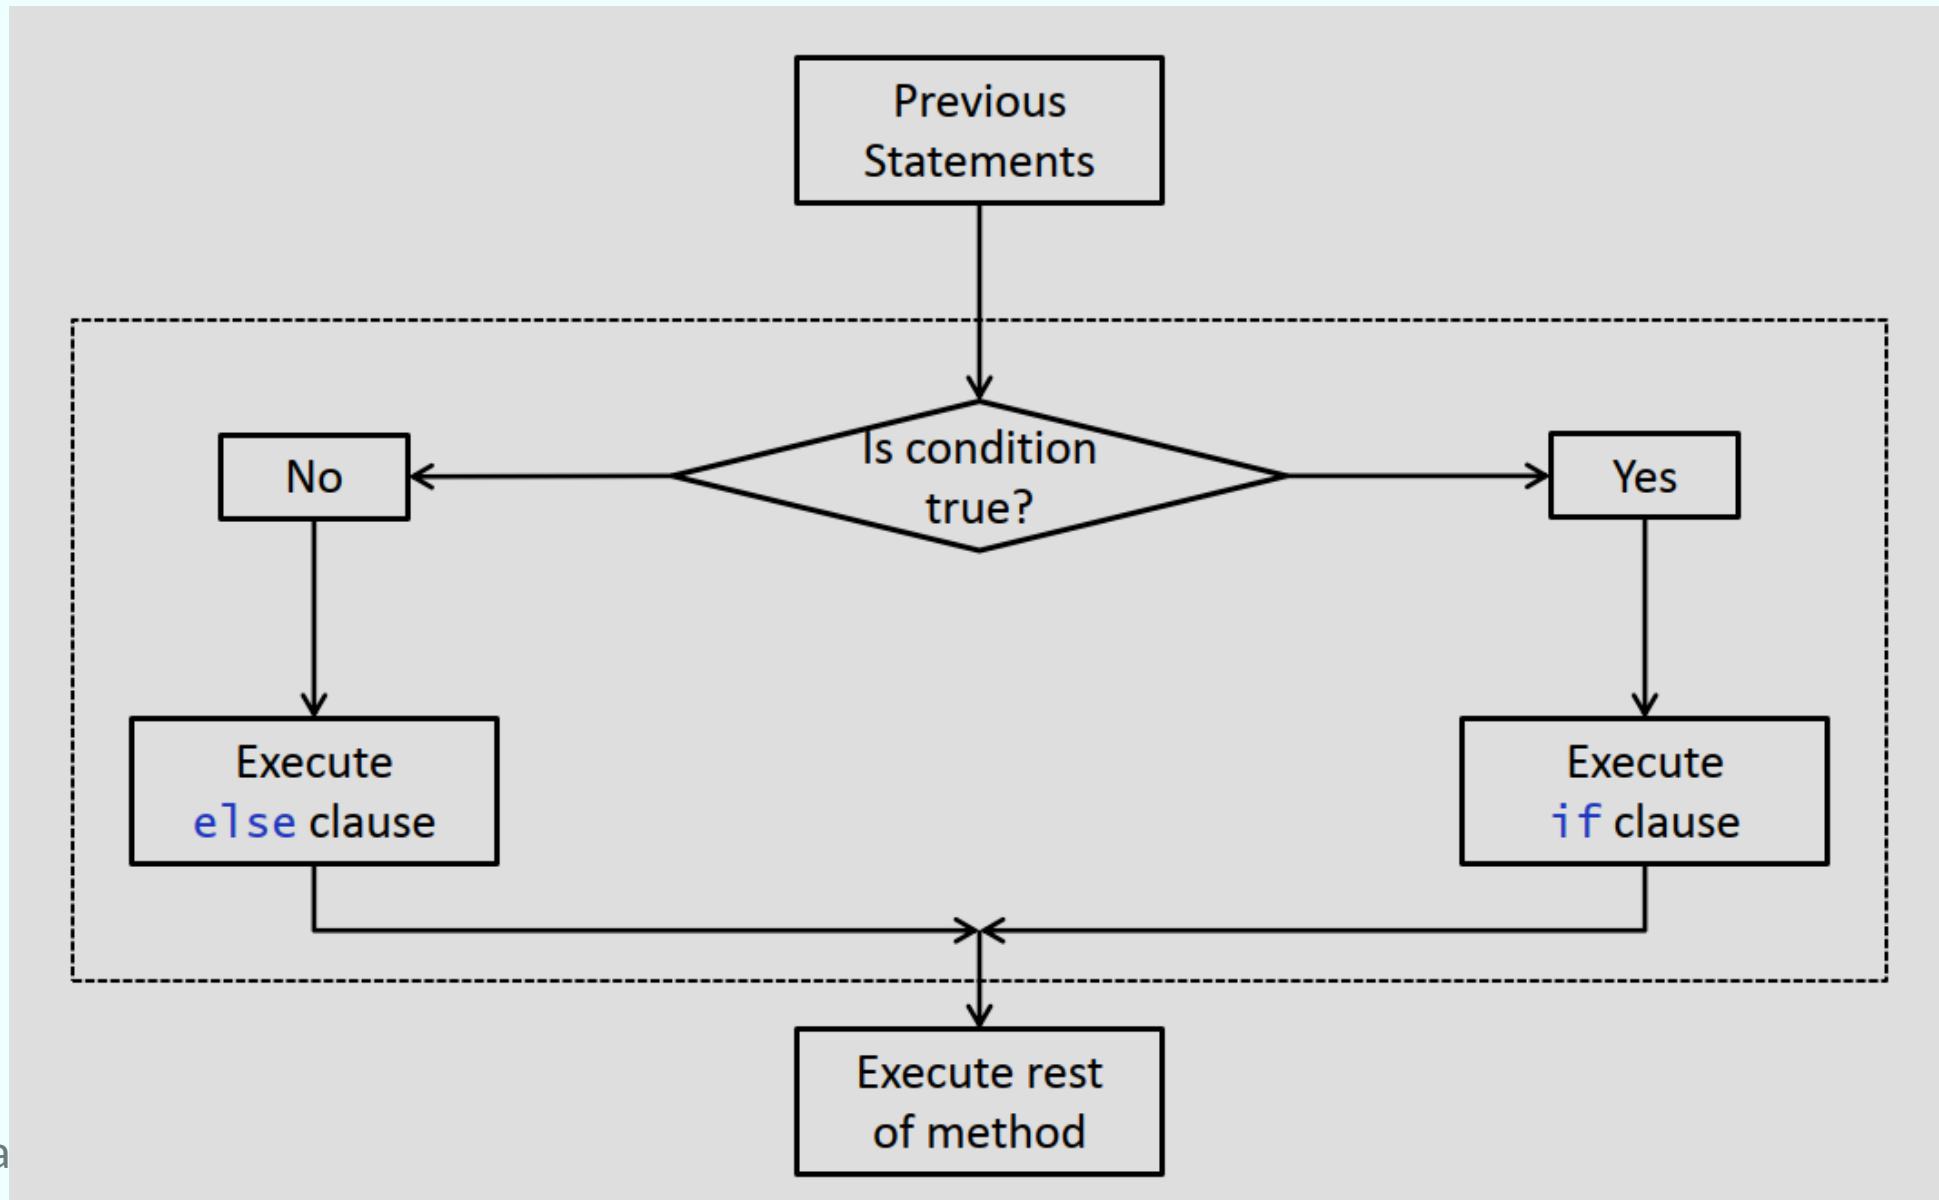 Previous
Statements
Is condition
true?
No
Yes
Execute
else clause
Execute
if clause
Execute rest
of method
a